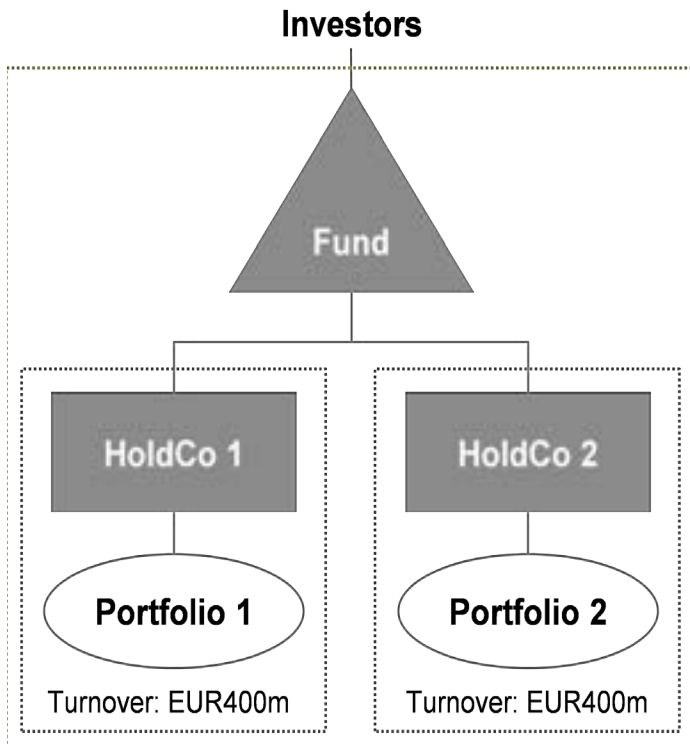 Investors
Fund
HoldCo 1
HoldCo 2
Portfolio 1
Portfolio 2
Turnover: EUR400m
Turnover: EUR400m